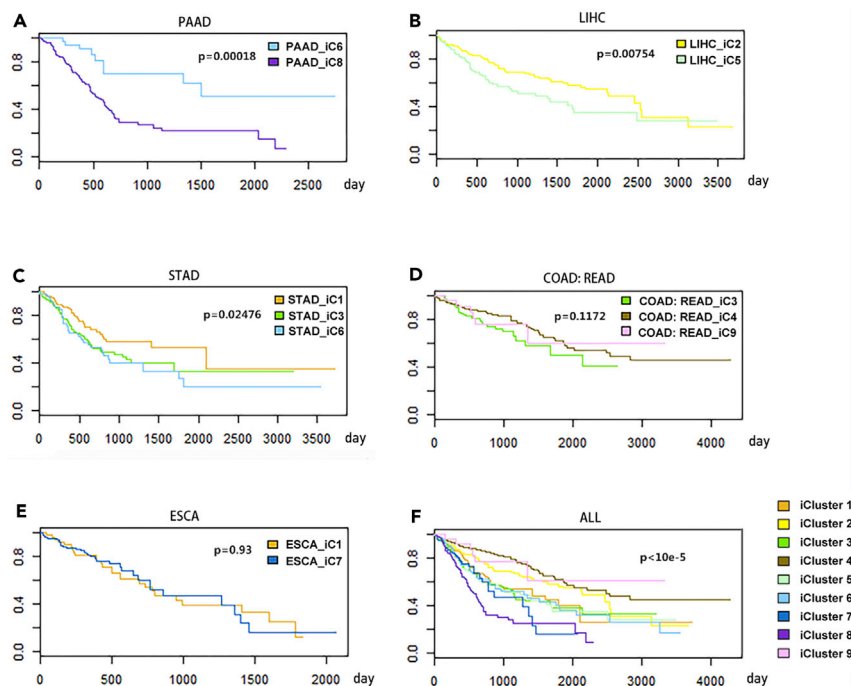 A
PAAD
PAAD_iC6
PAAD_iC8
p=0.00018
0.8
0.4
0.0
0 500 1000 1500 2000 2500 day
B
LIHC
LIHC_iC2
LIHC_iC5
p=0.00754
0.8
0.4
0.0
0 500 1000 1500 2000 2500 3000 3500 day
C
STAD
STAD_iC1
STAD_iC3
STAD_iC6
p=0.02476
0.8
0.4
0.0
0 500 1000 1500 2000 2500 3000 3500 day
D
COAD: READ
COAD: READ_iC3
COAD: READ_iC4
COAD: READ_iC9
p=0.1172
0.8
0.4
0.0
0 1000 2000 3000 4000 day
E
ESCA
ESCA_iC1
ESCA_iC7
p=0.93
0.8
0.4
0.0
0 500 1000 1500 2000 day
F
ALL
p<10e-5
0.8
0.4
0.0
0 1000 2000 3000 4000 day
iCluster 1
iCluster 2
iCluster 3
iCluster 4
iCluster 5
iCluster 6
iCluster 7
iCluster 8
iCluster 9